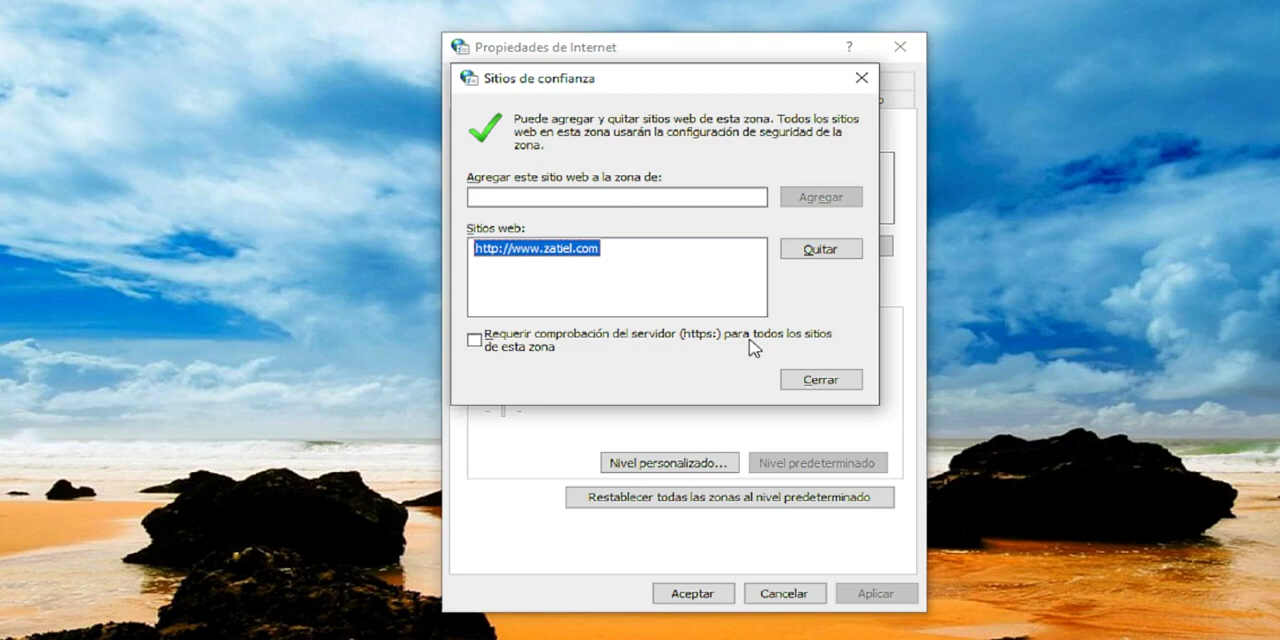 Propiedades de Internet
?
Sitios de confianza
Puede agregar y quitar sitios web de esta zona. Todos los sitios
web en esta zona usarán la configuración de seguridad de la
zona.
Agregar este sitio web a la zona de:
Agregar
Sitios web:
http://www.zatiel.com
Quitar
Requerir comprobación del servidor (https:) para todos los sitios
de esta zona
Cerrar
Nivel personalizado...
Nivel predeterminado
Restablecer todas las zonas al nivel predeterminado
Aceptar
Cancelar
Aplicar